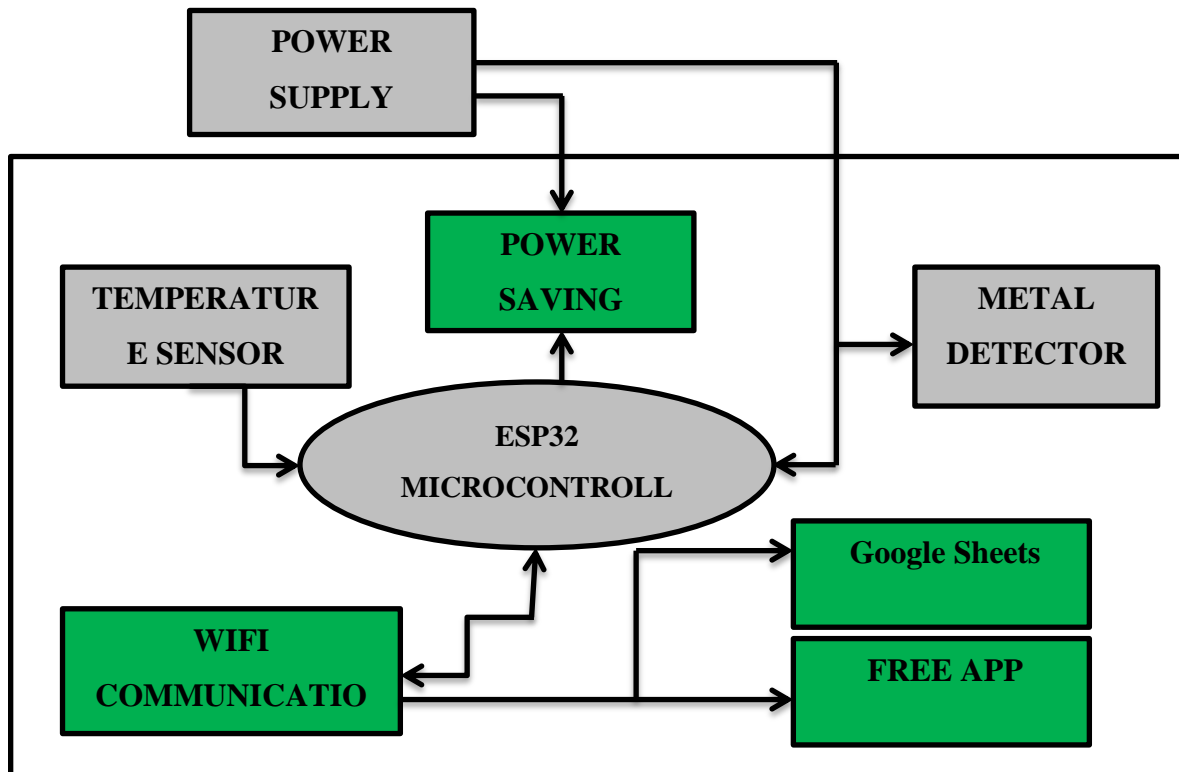 POWER
SUPPLY
POWER
SAVING
TEMPERATUR
E SENSOR
METAL
DETECTOR
ESP32
MICROCONTROLL
Google Sheets
WIFI
COMMUNICATIO
FREE APP